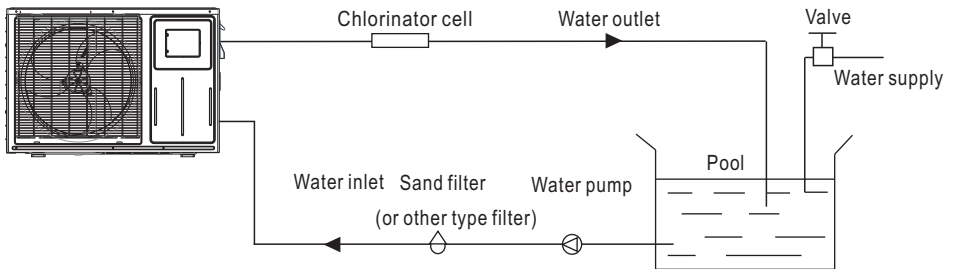 Chlorinator cell
Water outlet
Valve
Water supply
Pool
Water inlet
Sand filter
(or other type filter)
Water pump